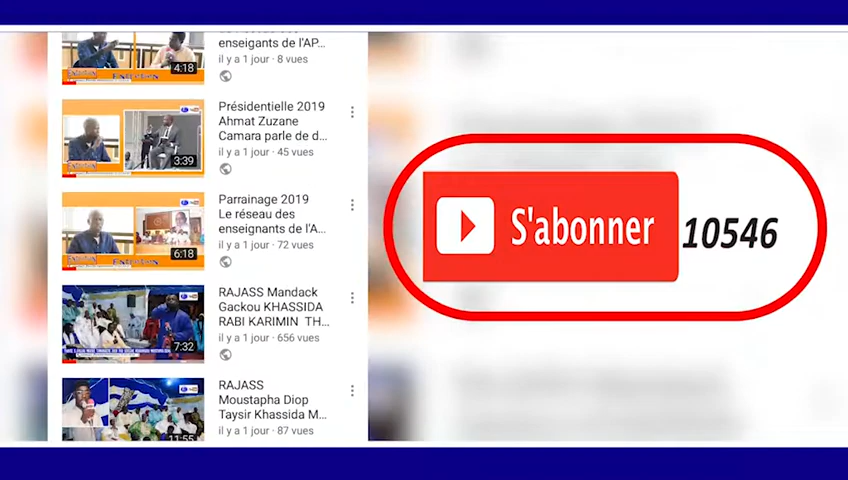 enseigants de l'AP...
il y a 1 jour · 8 vues
4:18
Présidentielle 2019
Ahmat Zuzane
Camara parle de d...
il y a 1 jour · 45 vues
3:39
Parrainage 2019
Le réseau des
enseignants de l'A...
il y a 1 jour · 72 vues
6:18
RAJASS Mandack
Gackou KHASSIDA
RABI KARIMIN TH...
il y a 1 jour · 656 vues
7:32
RAJASS
Moustapha Diop
Taysir Khassida M...
il y a 1 jour · 87 vues
11:55
S'abonner
10546